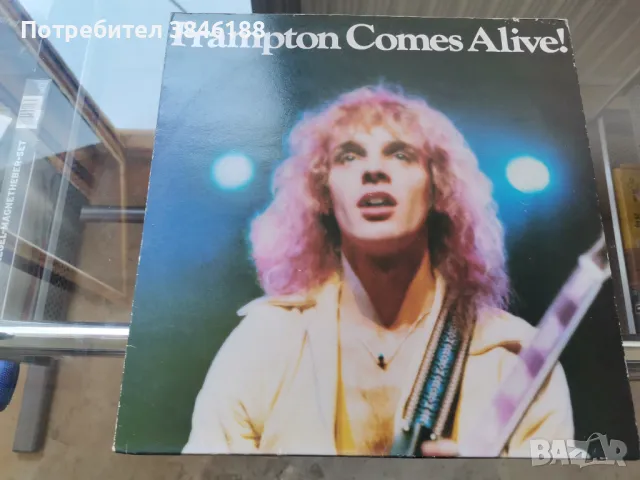 Потребител 3846188
Frampton Comes Alive!
BAZAR